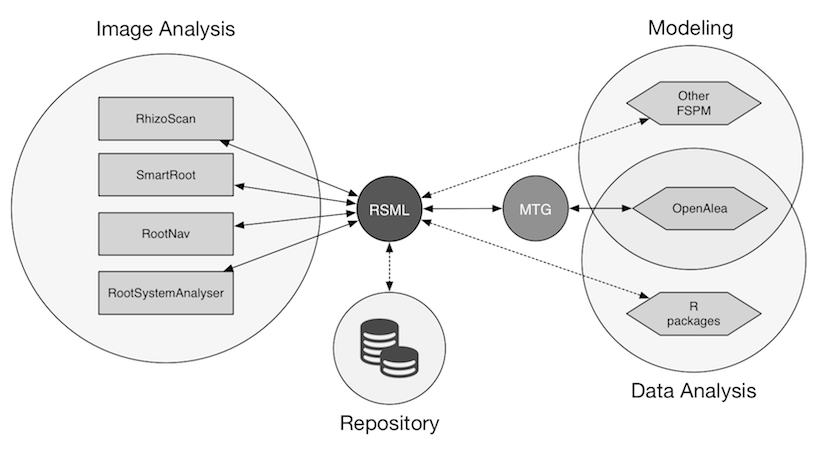 Image Analysis
Modeling
RhizoScan
SmartRoot
RootNav
RootSystemAnalyser
RSML
MTG
Other
FSPM
OpenAlea
R
packages
Data Analysis
Repository